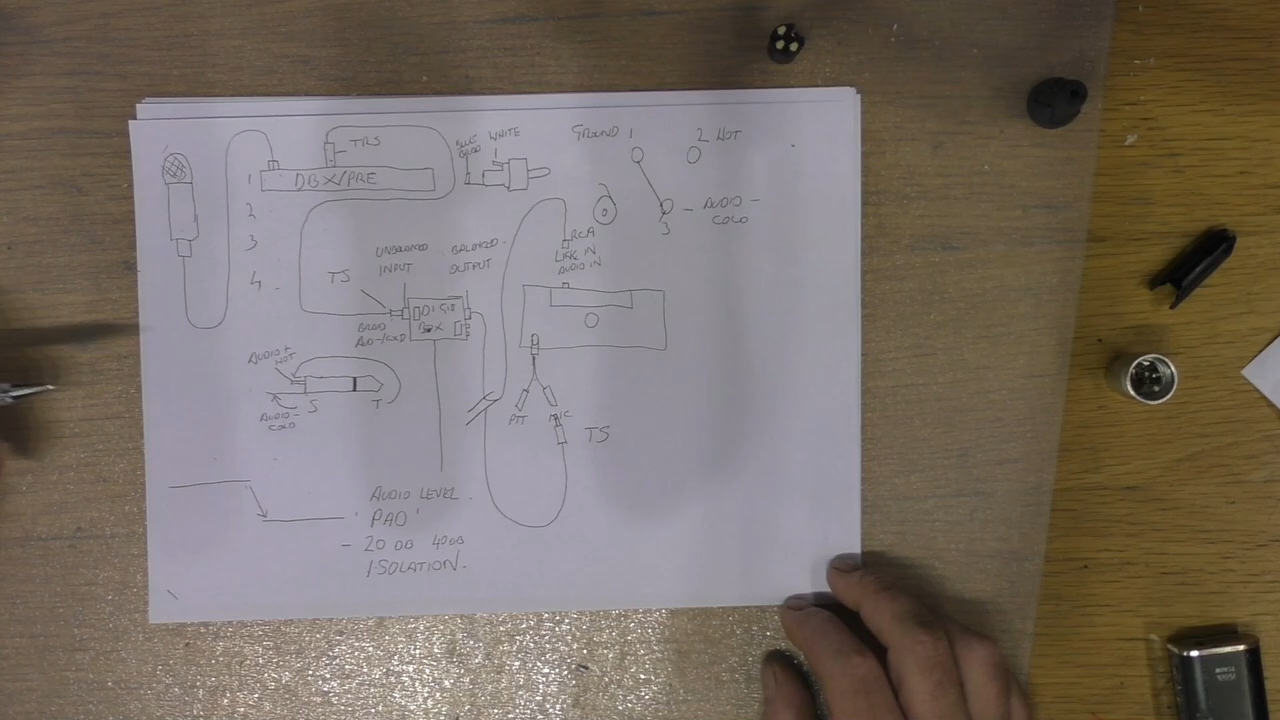 TRS
DBX/PRE
1
2
3
4
WHITE
GROUND 1
2 HOT
3
- AUDIO -
COLD
RCA
LINE IN
AUDIO IN
UNBALANCED
INPUT
BALANCED
OUTPUT
TS
BOX
AUDIO +
HOT
S
T
AUDIO -
COLD
PTT
MIC
TS
AUDIO LEVEL
'PAD'
- 20 DB 40DB
ISOLATION.